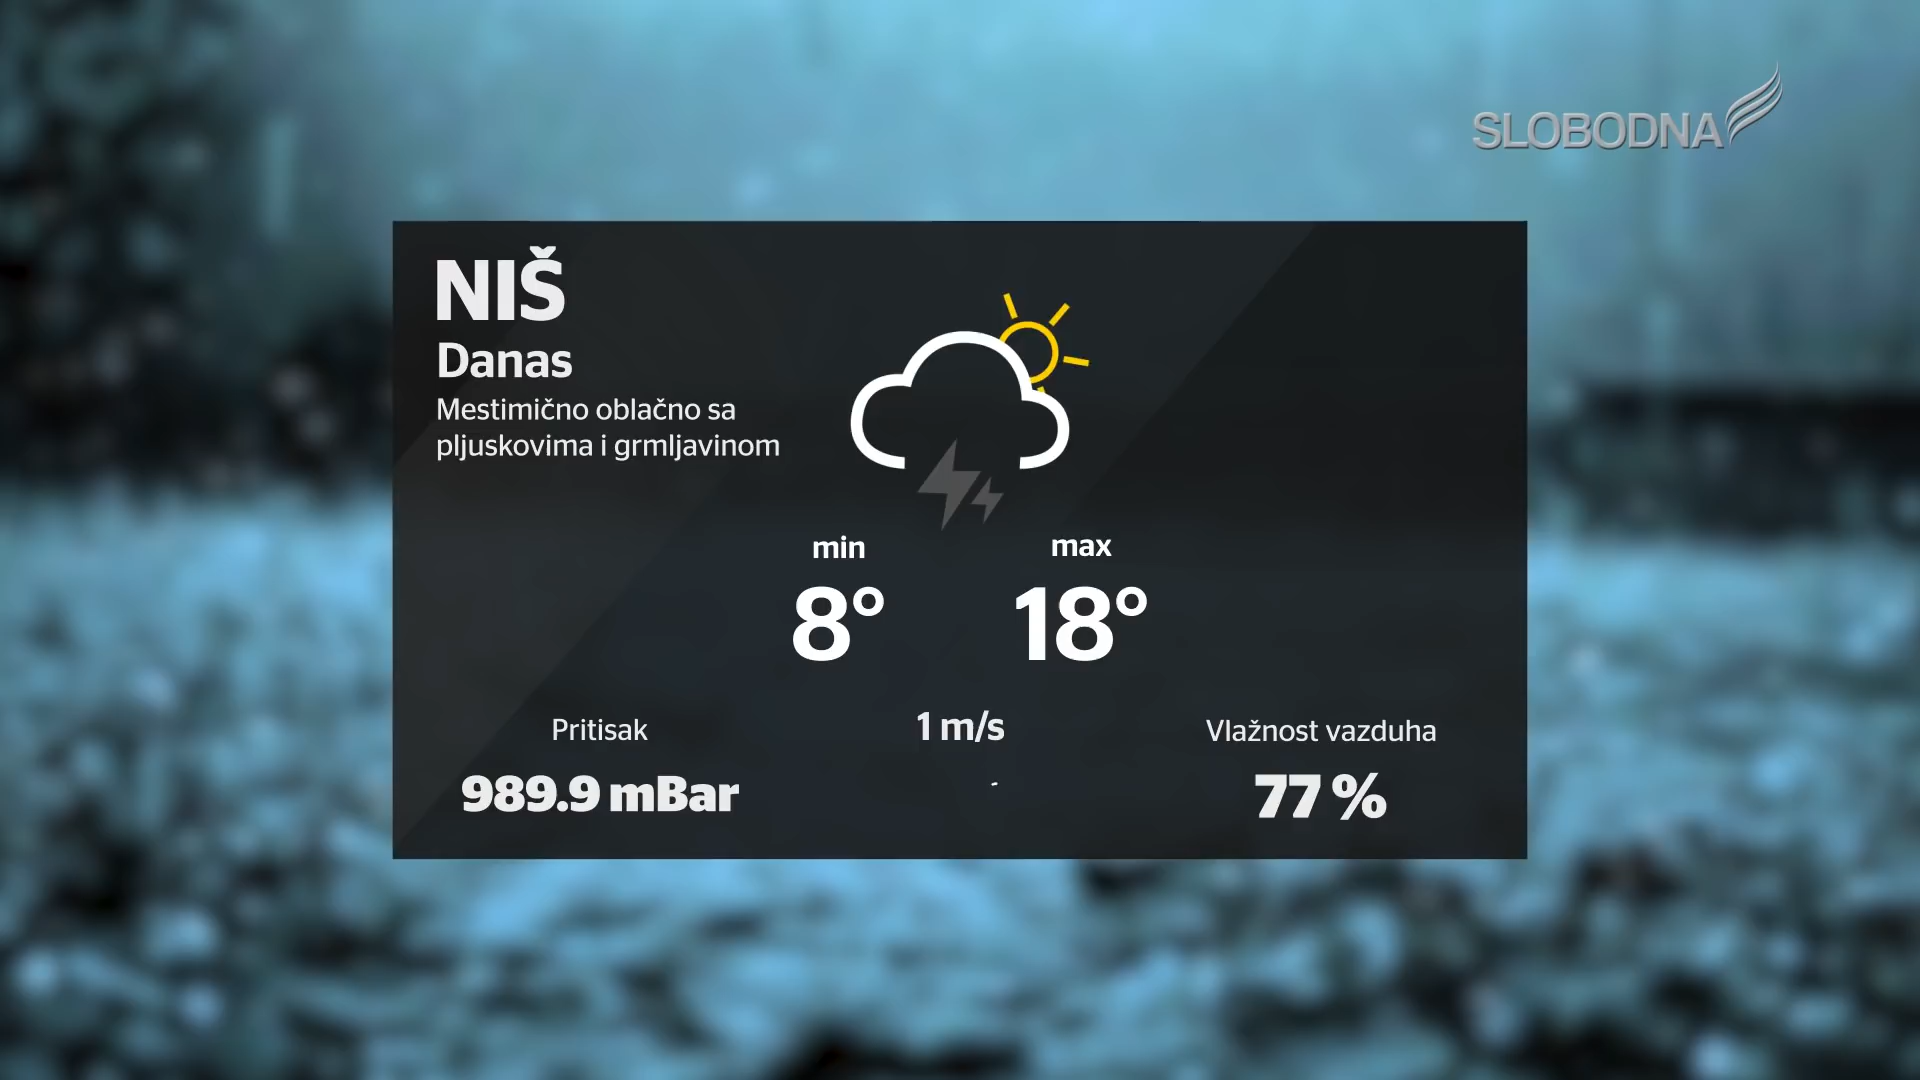 SLOBODNA
NIŠ
Danas
Mestimično oblačno sa
pljuskovima i grmljavinom
min
max
8°
18°
Pritisak
1 m/s
Vlažnost vazduha
989.9 mBar
77 %